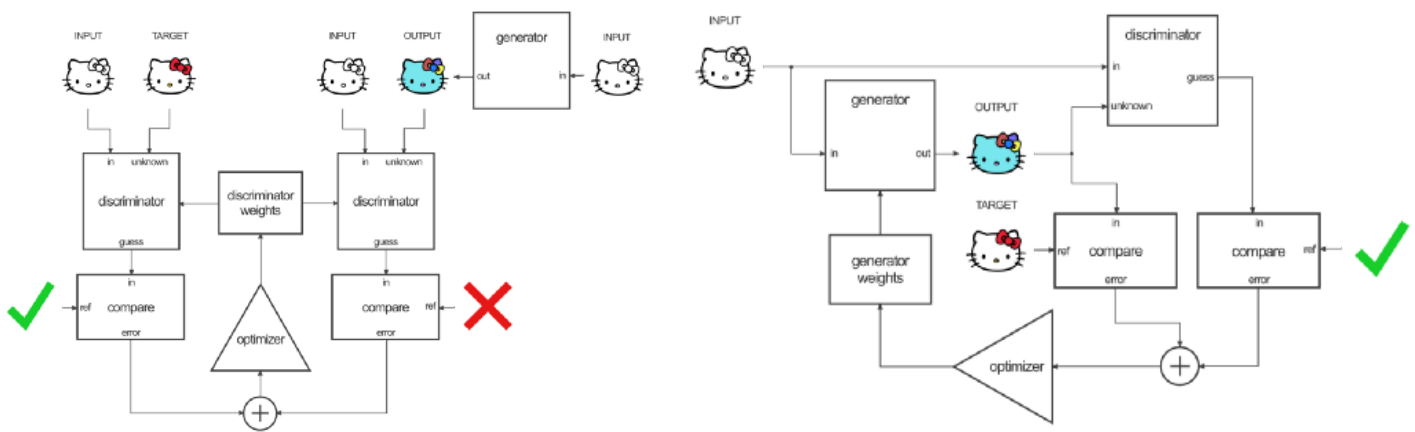 INPUT
TARGET
INPUT
OUTPUT
generator
out
in
INPUT
in
unknown
discriminator
guess
discriminator
weights
in
unknown
discriminator
guess
in
ref
compare
error
optimizer
in
ref
compare
error
+
INPUT
discriminator
in
guess
unknown
generator
in
out
OUTPUT
TARGET
in
ref
compare
error
in
ref
compare
error
generator
weights
optimizer
+